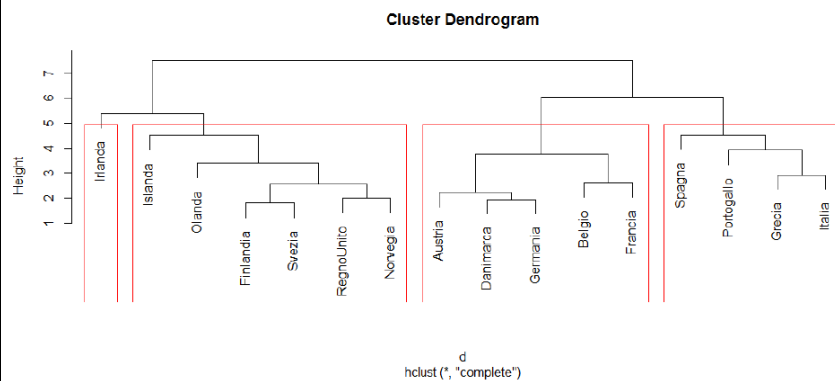 Cluster Dendrogram
Height
7
6
5
4
3
2
1
Irlanda
Islanda
Olanda
Finlandia
Svezia
RegnoUnito
Norvegia
Austria
Danimarca
Germania
Belgio
Francia
Spagna
Portogallo
Grecia
Italia
d
hclust (*, "complete")